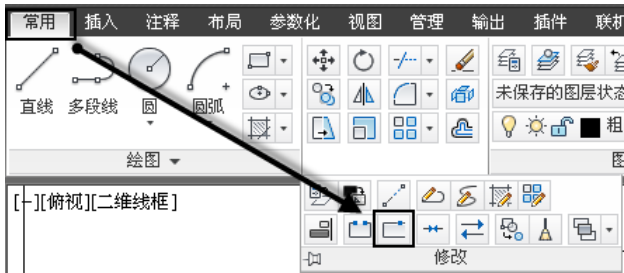 常用 插入 注释 布局 参数化 视图 管理 输出 插件
直线 多段线 圆 圆弧
未保存的图层状态
粗
绘图
[-][俯视][二维线框]
修改